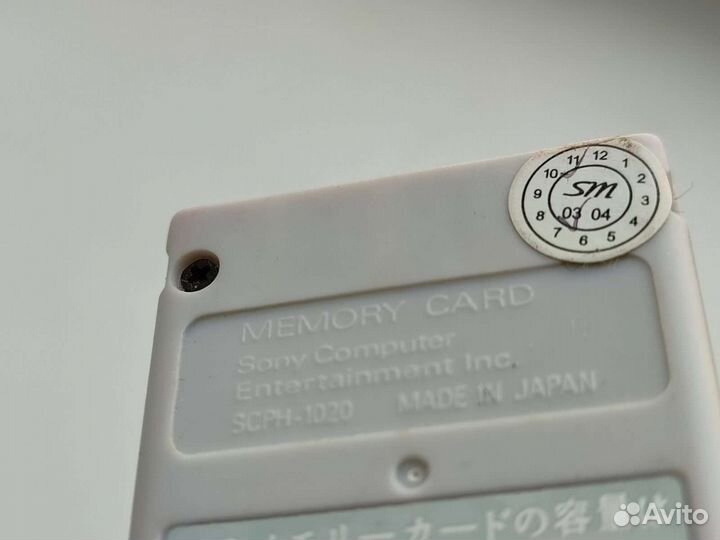 11 12 1
10 2
9 SM 3
8 03 04 4
7 6 5
MEMORY CARD
Sony Computer
Entertainment Inc.
SCPH-1020 MADE IN JAPAN
メモリーカードの容量は
Avito